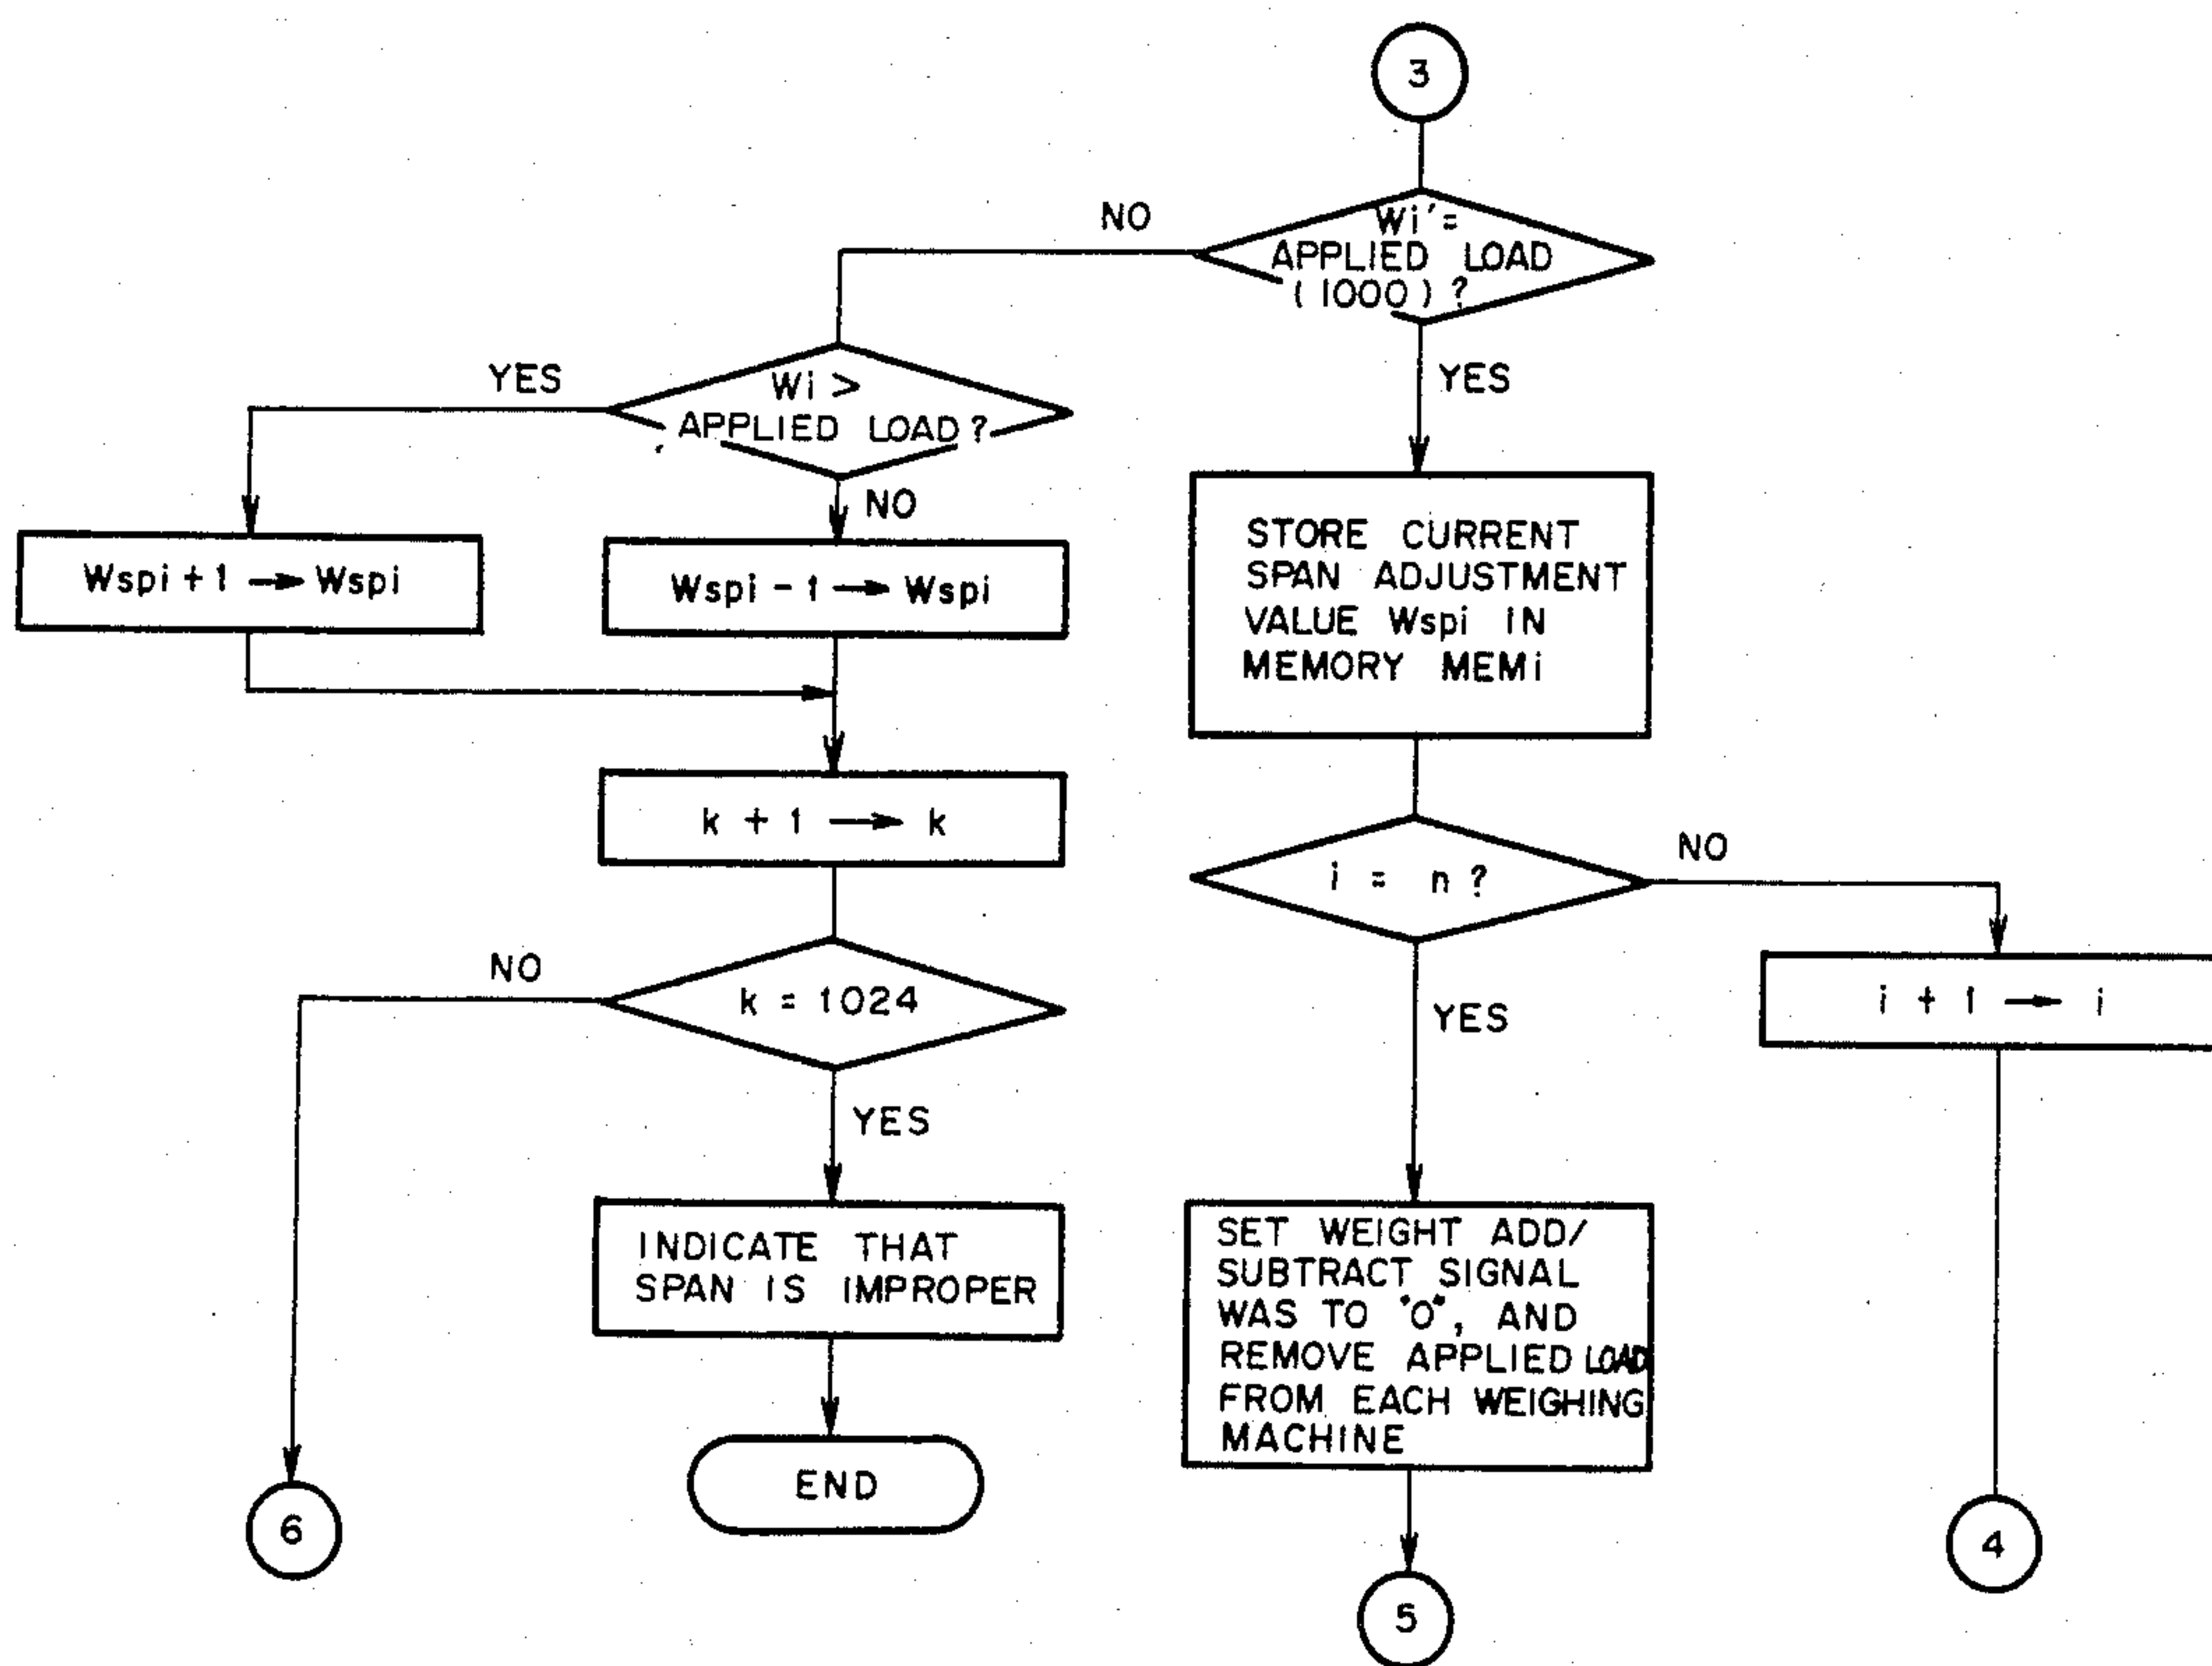 3
NO
Wi' =
APPLIED LOAD
(1000) ?
YES
YES
Wi >
APPLIED LOAD ?
NO
Wspi + 1 → Wspi
Wspi - 1 → Wspi
STORE CURRENT
SPAN ADJUSTMENT
VALUE Wspi IN
MEMORY MEMi
k + 1 → k
i = n ?
NO
NO
k = 1024
YES
i + 1 → i
YES
INDICATE THAT
SPAN IS IMPROPER
SET WEIGHT ADD/
SUBTRACT SIGNAL
WAS TO "0", AND
REMOVE APPLIED LOAD
FROM EACH WEIGHING
MACHINE
END
6
4
5